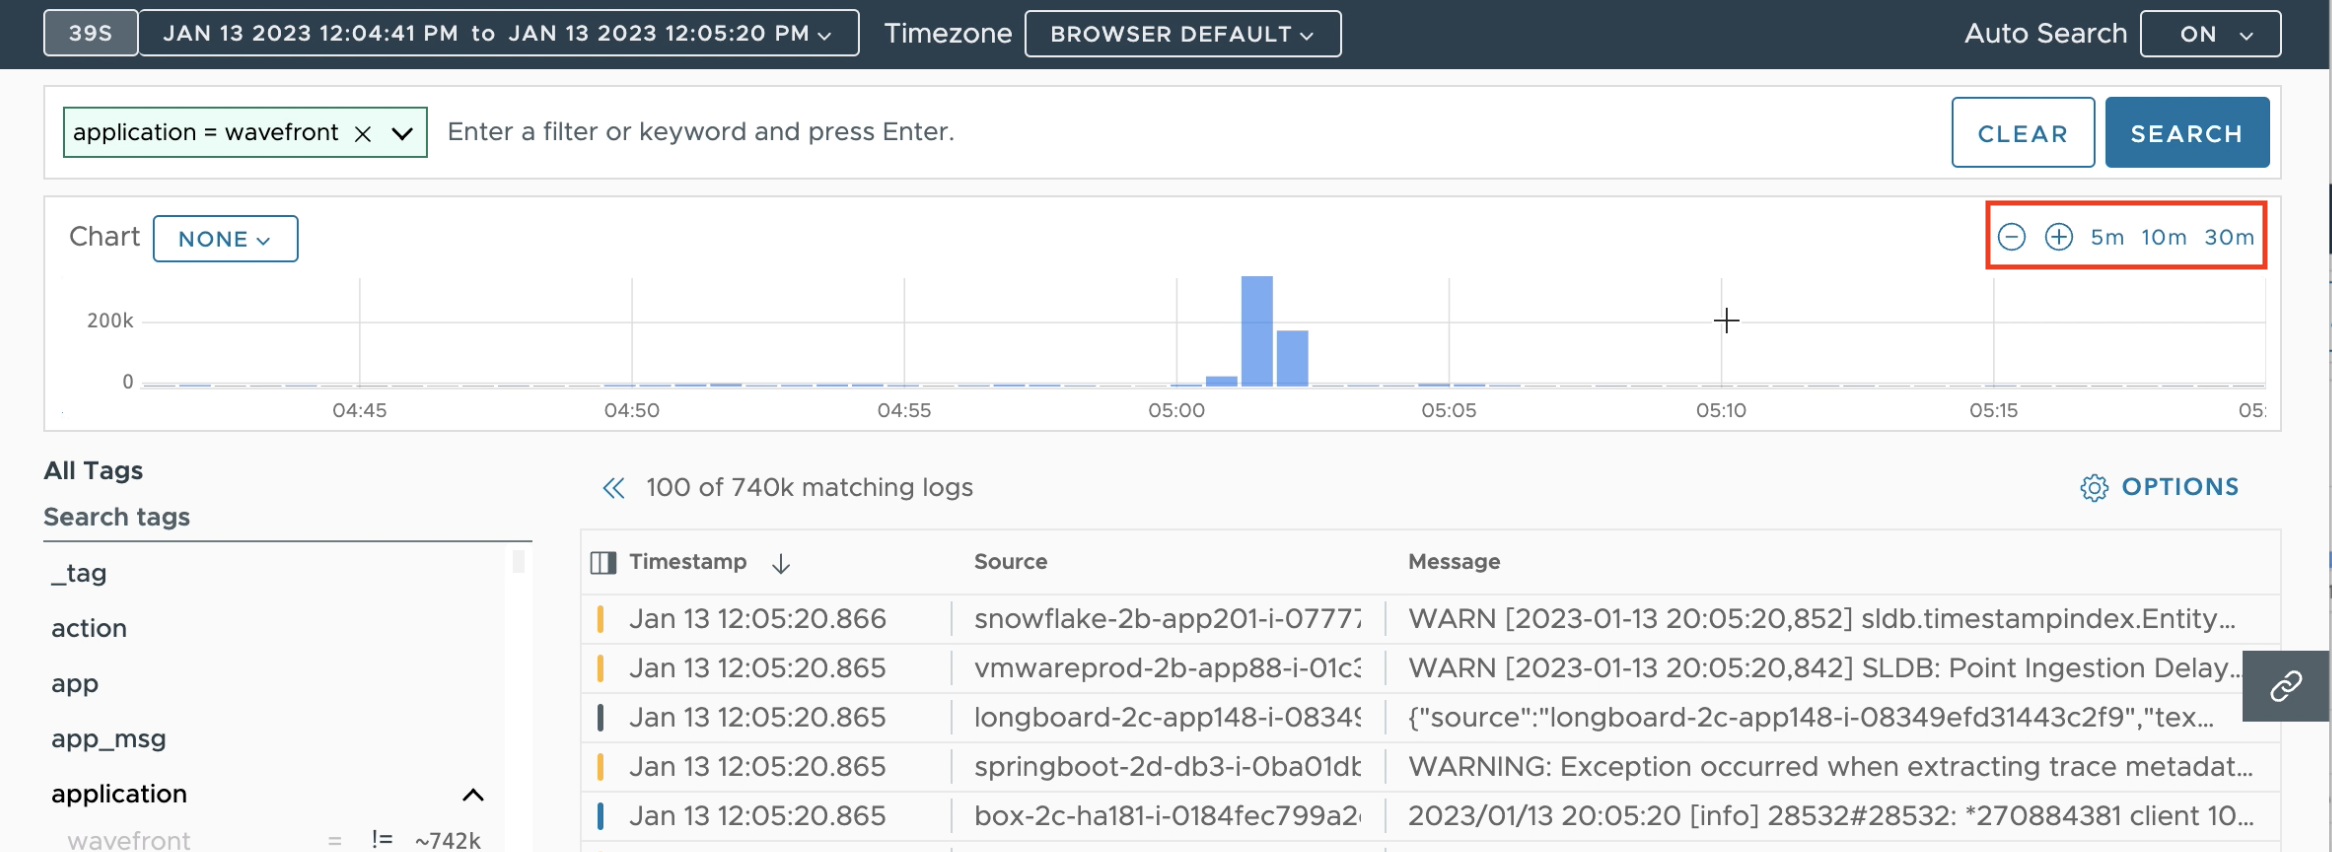 39S JAN 13 2023 12:04:41 PM to JAN 13 2023 12:05:20 PM Timezone BROWSER DEFAULT Auto Search ON
application = wavefront Enter a filter or keyword and press Enter. CLEAR SEARCH
Chart NONE 5m 10m 30m
200k
0
04:45 04:50 04:55 05:00 05:05 05:10 05:15 05:
All Tags
100 of 740k matching logs OPTIONS
Search tags
Timestamp Source Message
_tag
action
app
app_msg
application
wavefront = != ~742k
Jan 13 12:05:20.866 snowflake-2b-app201-i-07777 WARN [2023-01-13 20:05:20,852] sldb.timestampindex.Entity...
Jan 13 12:05:20.865 vmwareprod-2b-app88-i-01c3 WARN [2023-01-13 20:05:20,842] SLDB: Point Ingestion Delay...
Jan 13 12:05:20.865 longboard-2c-app148-i-08349 {"source":"longboard-2c-app148-i-08349efd31443c2f9","tex...
Jan 13 12:05:20.865 springboot-2d-db3-i-0ba01db WARNING: Exception occurred when extracting trace metadat...
Jan 13 12:05:20.865 box-2c-ha181-i-0184fec799a2 2023/01/13 20:05:20 [info] 28532#28532: *270884381 client 10...